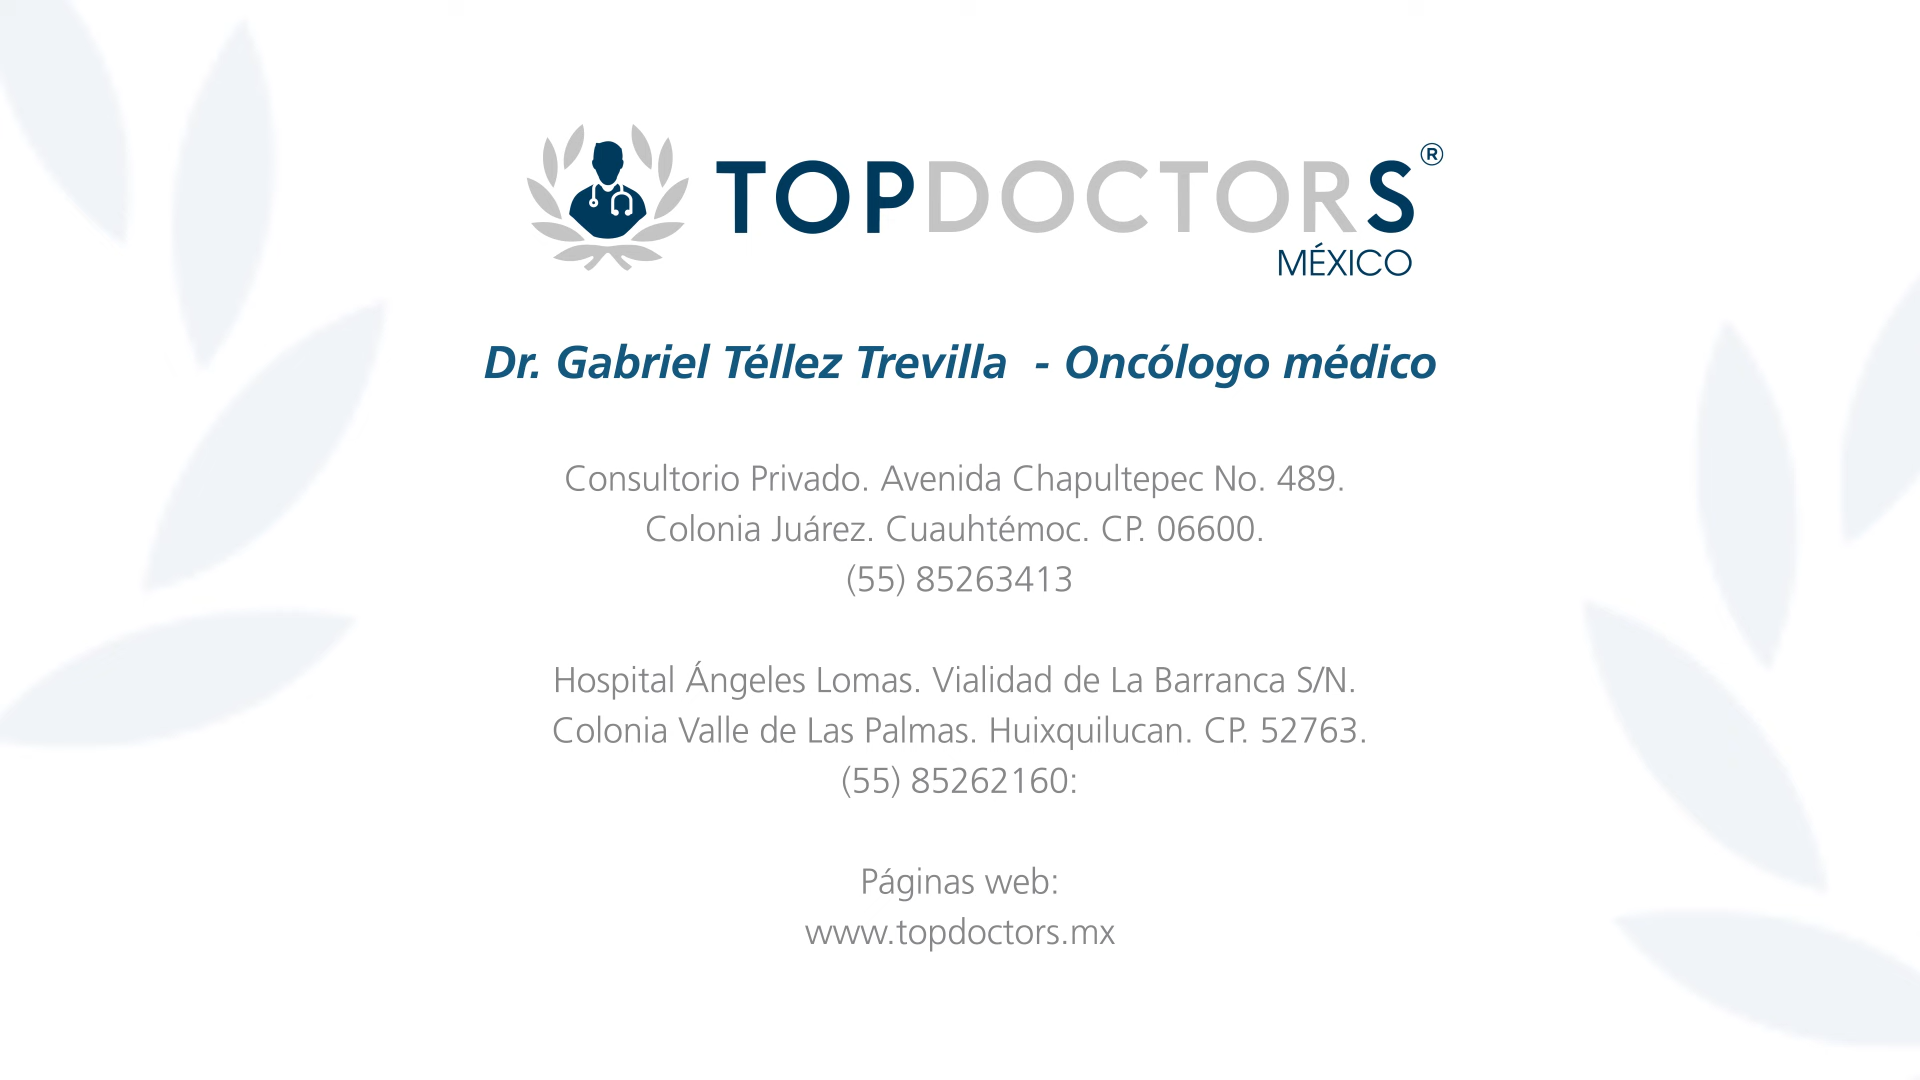 TOPDOCTORS®
MÉXICO
Dr. Gabriel Téllez Trevilla - Oncólogo médico
Consultorio Privado. Avenida Chapultepec No. 489.
Colonia Juárez. Cuauhtémoc. CP. 06600.
(55) 85263413
Hospital Ángeles Lomas. Vialidad de La Barranca S/N.
Colonia Valle de Las Palmas. Huixquilucan. CP. 52763.
(55) 85262160:
Páginas web:
www.topdoctors.mx